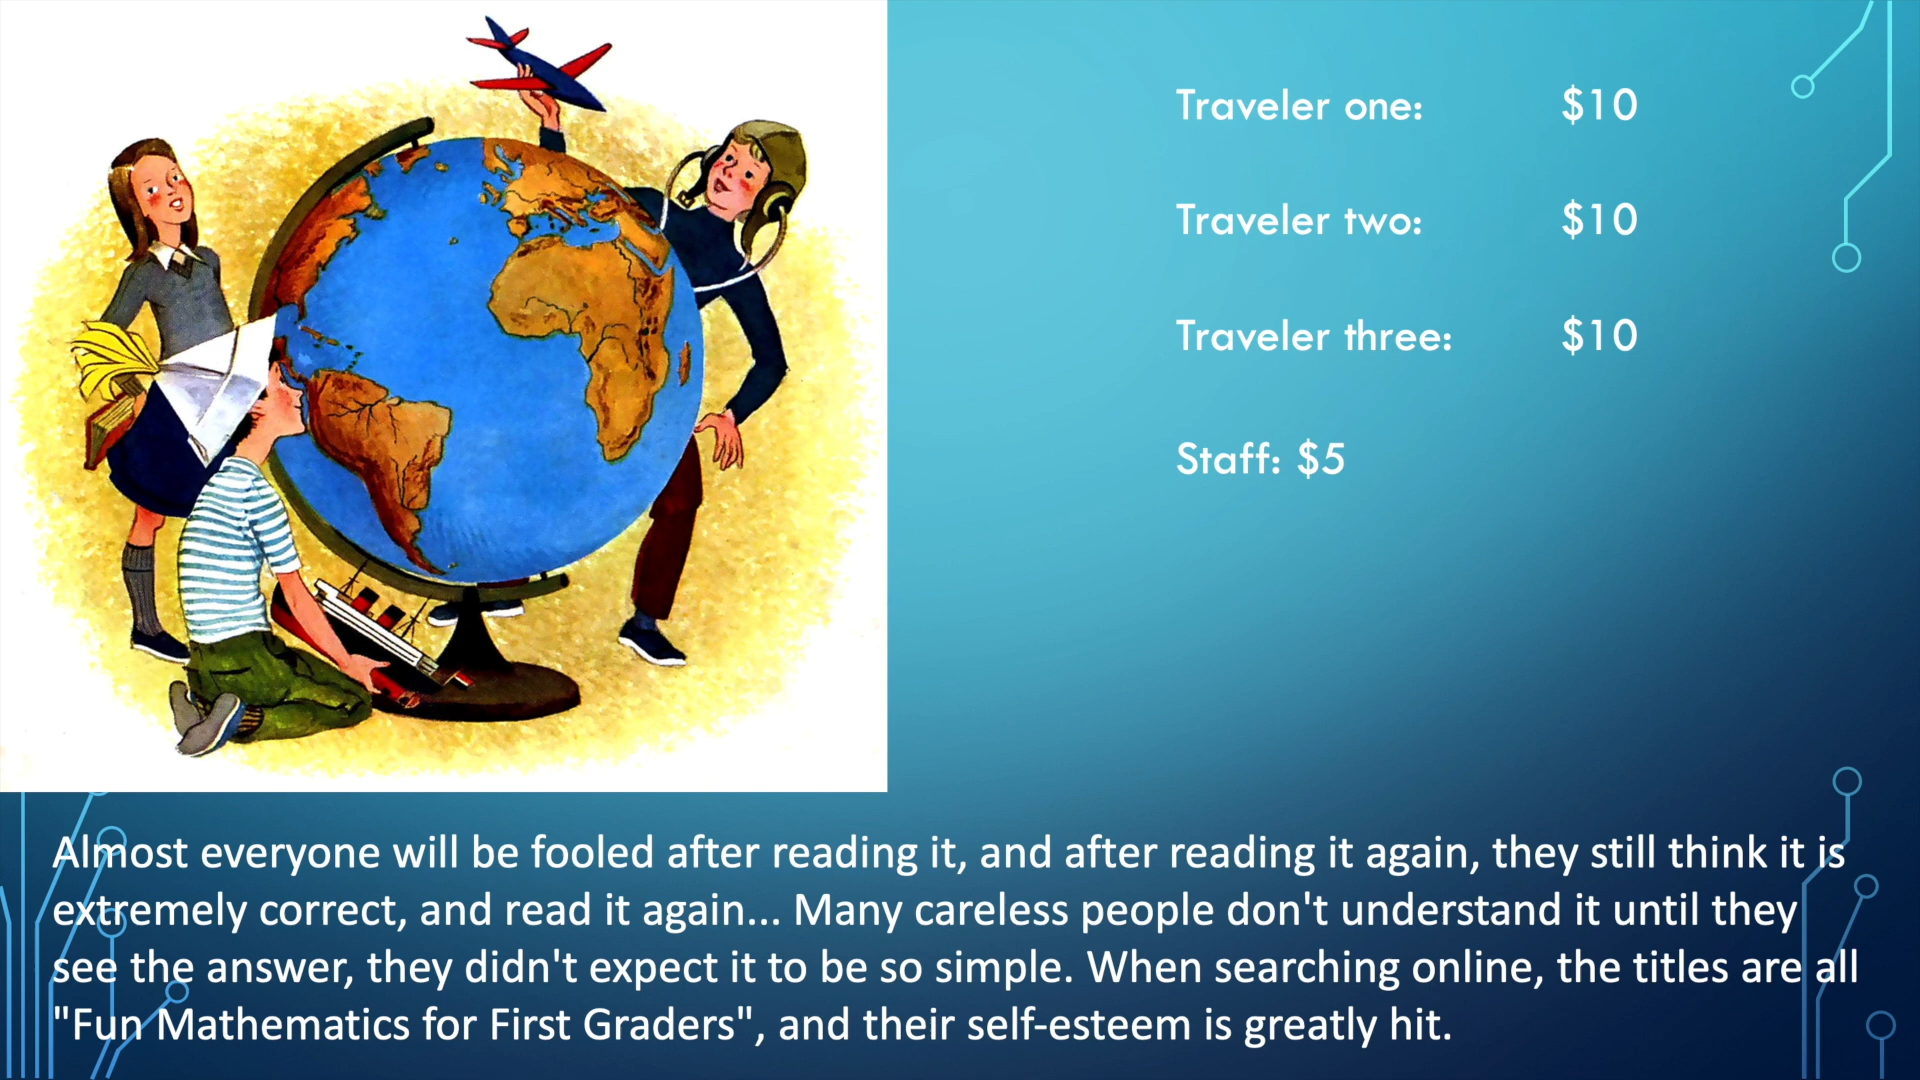 Traveler one: $10
Traveler two: $10
Traveler three: $10
Staff: $5
Almost everyone will be fooled after reading it, and after reading it again, they still think it is
extremely correct, and read it again... Many careless people don't understand it until they
see the answer, they didn't expect it to be so simple. When searching online, the titles are all
"Fun Mathematics for First Graders", and their self-esteem is greatly hit.